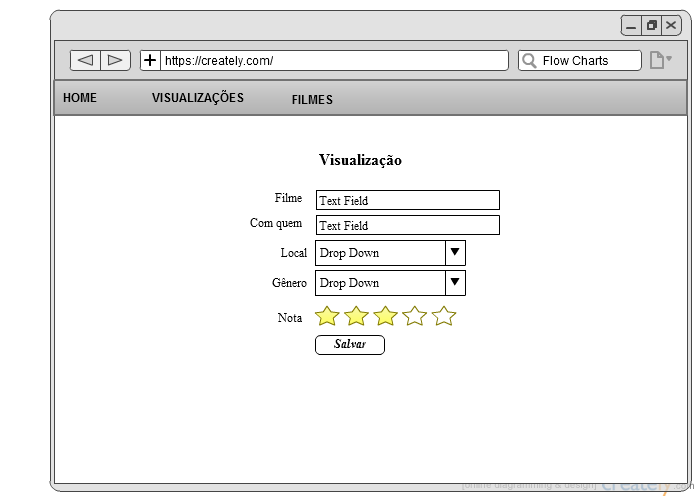 https://creately.com/ Flow Charts
HOME VISUALIZAÇÕES FILMES
Visualização
Filme Text Field
Com quem Text Field
Local Drop Down
Gênero Drop Down
Nota
Salvar
[online diagramming & design] creately.com